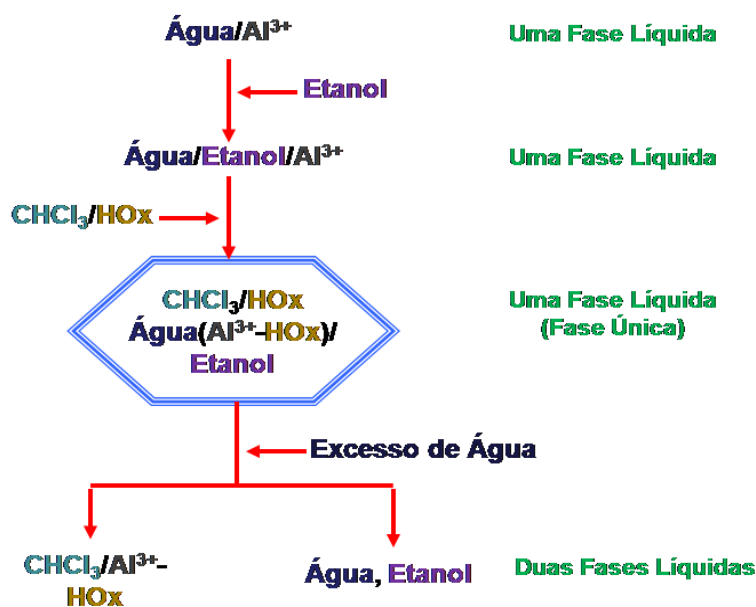 Água/Al³⁺
Uma Fase Líquida
Etanol
Água/Etanol/Al³⁺
Uma Fase Líquida
CHCl₃/HOx
CHCl₃/HOx
Água(Al³⁺-HOx)/
Etanol
Uma Fase Líquida
(Fase Única)
Excesso de Água
CHCl₃/Al³⁺-
HOx
Água, Etanol
Duas Fases Líquidas